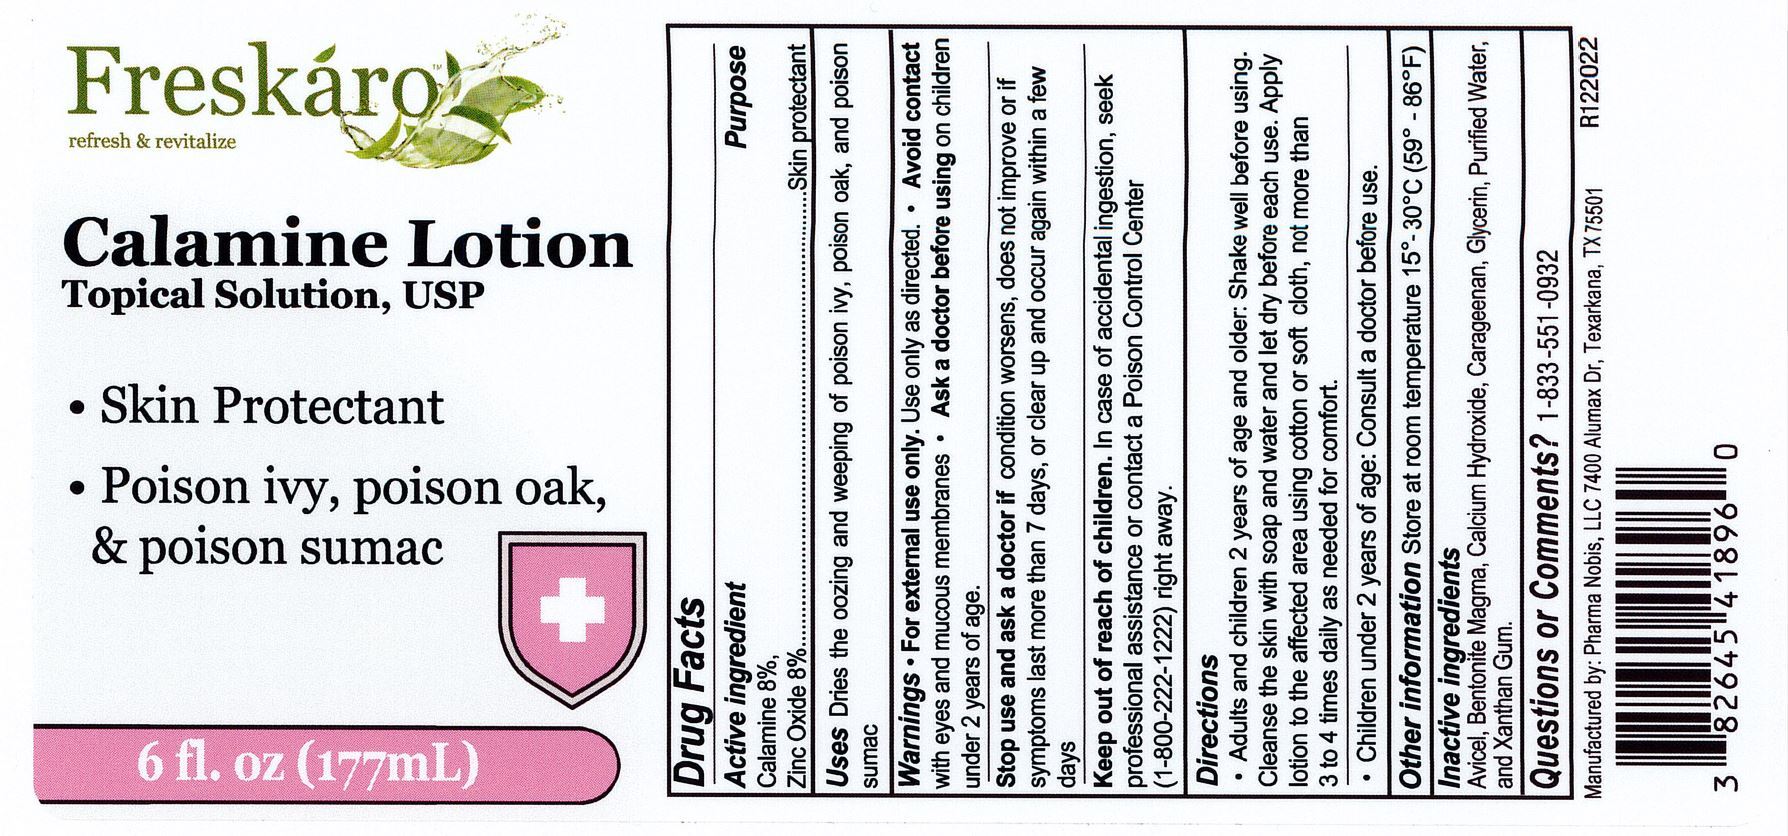 Freskáro™
refresh & revitalize
Calamine Lotion
Topical Solution, USP
• Skin Protectant
• Poison ivy, poison oak,
& poison sumac
6 fl. oz (177mL)
Drug Facts
Active ingredient Purpose
Calamine 8%,
Zinc Oxide 8%...............................................................Skin protectant
Uses Dries the oozing and weeping of poison ivy, poison oak, and poison
sumac
Warnings • For external use only. Use only as directed. • Avoid contact
with eyes and mucous membranes • Ask a doctor before using on children
under 2 years of age.
Stop use and ask a doctor if condition worsens, does not improve or if
symptoms last more than 7 days, or clear up and occur again within a few
days
Keep out of reach of children. In case of accidental ingestion, seek
professional assistance or contact a Poison Control Center
(1-800-222-1222) right away.
Directions
• Adults and children 2 years of age and older: Shake well before using.
Cleanse the skin with soap and water and let dry before each use. Apply
lotion to the affected area using cotton or soft cloth, not more than
3 to 4 times daily as needed for comfort.
• Children under 2 years of age: Consult a doctor before use.
Other information Store at room temperature 15°- 30°C (59° - 86°F)
Inactive ingredients
Avicel, Bentonite Magma, Calcium Hydroxide, Carageenan, Glycerin, Purified Water,
and Xanthan Gum.
Questions or Comments? 1-833-551-0932
Manufactured by: Pharma Nobis, LLC 7400 Alumax Dr, Texarkana, TX 75501 R122022
3 82645 41896 0